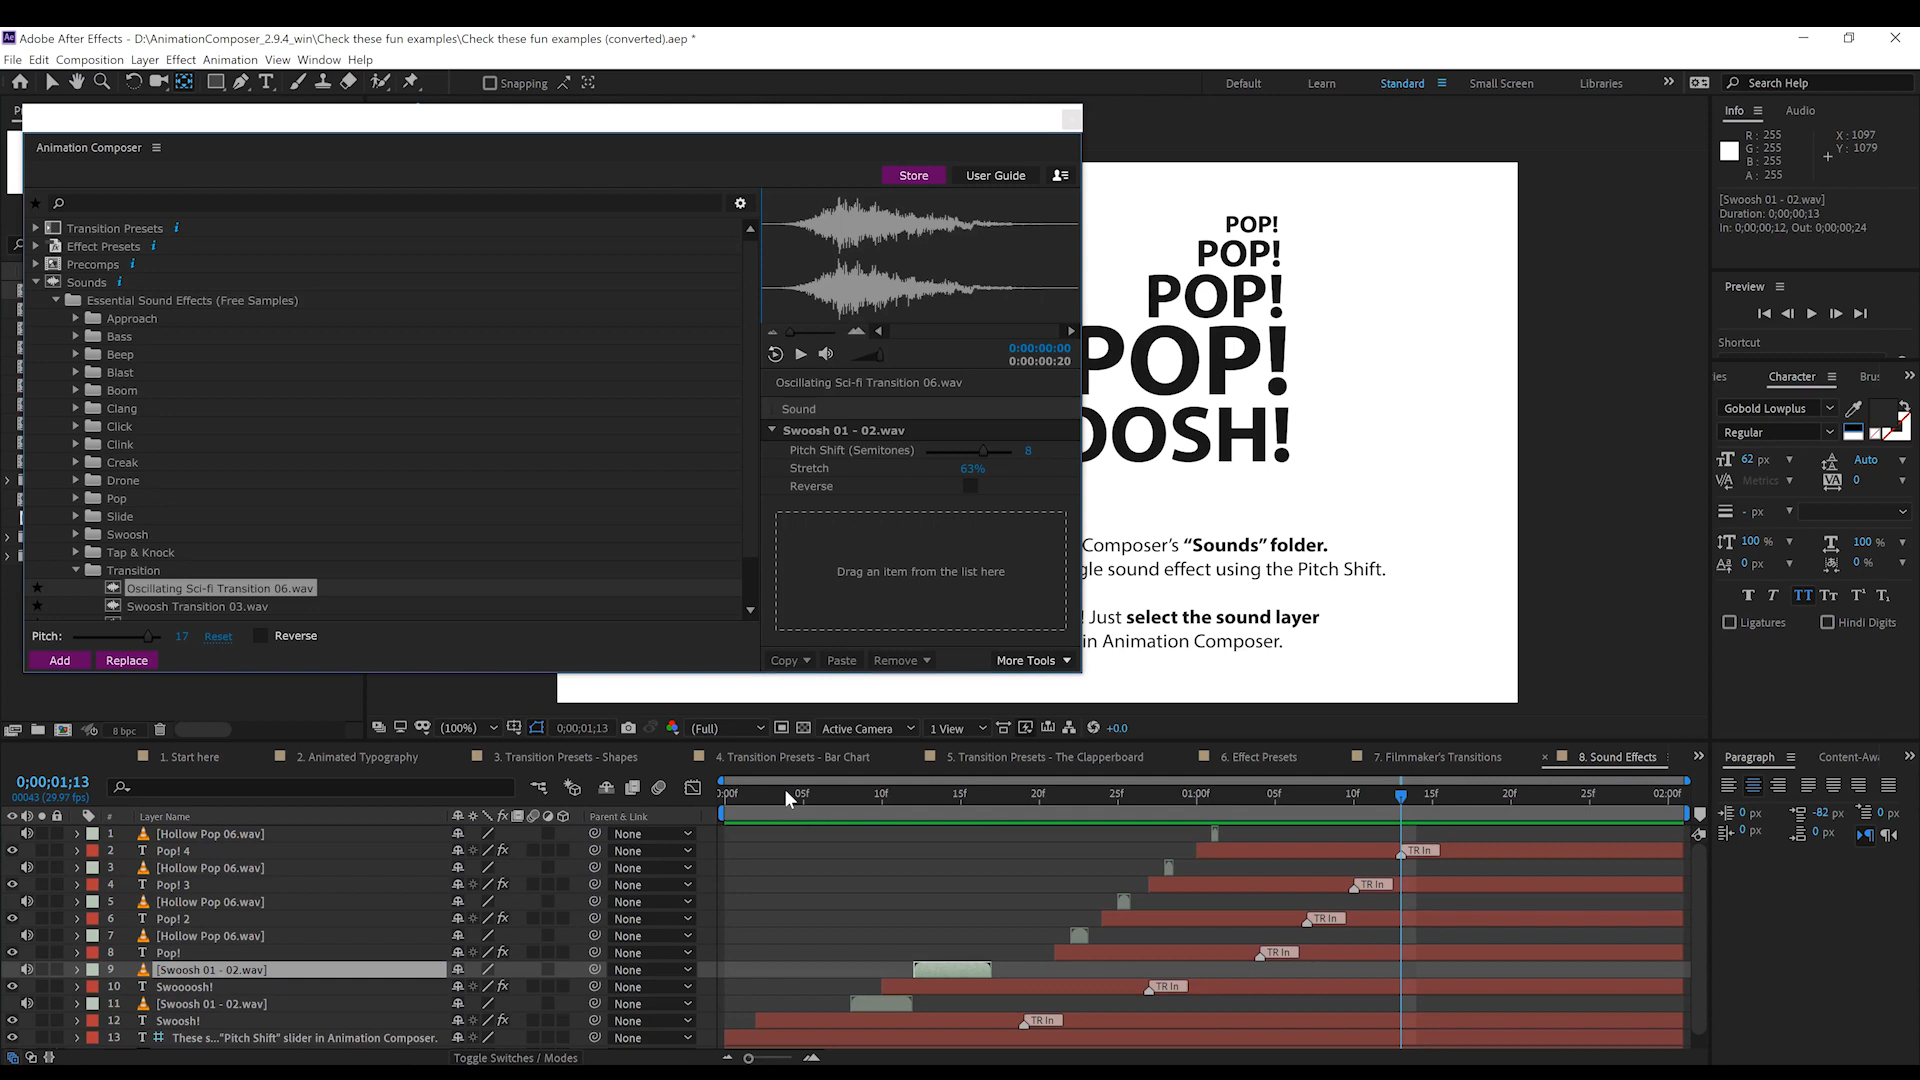 Adobe After Effects - D:\AnimationComposer_2.9.4_win\Check these fun examples\Check these fun examples (converted).aep *
File Edit Composition Layer Effect Animation View Window Help
Snapping
Default Learn Standard Small Screen Libraries
Search Help
Animation Composer
Store User Guide
Transition Presets
Effect Presets
Precomps
Sounds
Essential Sound Effects (Free Samples)
Approach
Bass
Beep
Blast
Boom
Clang
Click
Clink
Creak
Drone
Pop
Slide
Swoosh
Tap & Knock
Transition
Oscillating Sci-fi Transition 06.wav
Swoosh Transition 03.wav
Pitch: 17 Reset Reverse
Add Replace
0:00:00:00
0:00:00:20
Oscillating Sci-fi Transition 06.wav
Sound
Swoosh 01 - 02.wav
Pitch Shift (Semitones) 8
Stretch 63%
Reverse
Drag an item from the list here
Copy Paste Remove More Tools
POP!
POP!
POP!
POP!
OOSH!
Composer's "Sounds" folder.
gle sound effect using the Pitch Shift.
! Just select the sound layer
in Animation Composer.
Info Audio
R: 255
G: 255
B: 255
A: 255
X: 1097
Y: 1079
[Swoosh 01 - 02.wav]
Duration: 0;00;00;13
In: 0;00;00;12, Out: 0;00;00;24
Preview
Shortcut
ies Character Brus
Gobold Lowplus
Regular
62 px Auto
Metrics 0
- px
100 % 100 %
0 px 0 %
Ligatures Hindi Digits
8 bpc
(100%) 0;00;01;13 (Full) Active Camera 1 View +0.0
1. Start here 2. Animated Typography 3. Transition Presets - Shapes 4. Transition Presets - Bar Chart 5. Transition Presets - The Clapperboard 6. Effect Presets 7. Filmmaker's Transitions 8. Sound Effects
Paragraph Content-Aw
0 px -82 px 0 px
0 px 0 px
0;00;01;13
00043 (29.97 fps)
:00f 05f 10f 15f 20f 25f 01:00f 05f 10f 15f 20f 25f 02:00f
# Layer Name Parent & Link
1 [Hollow Pop 06.wav] None
2 Pop! 4 None TR In
3 [Hollow Pop 06.wav] None
4 Pop! 3 None TR In
5 [Hollow Pop 06.wav] None
6 Pop! 2 None TR In
7 [Hollow Pop 06.wav] None
8 Pop! None TR In
9 [Swoosh 01 - 02.wav] None
10 Swoooosh! None TR In
11 [Swoosh 01 - 02.wav] None
12 Swoosh! None TR In
13 These s..."Pitch Shift" slider in Animation Composer. None
Toggle Switches / Modes